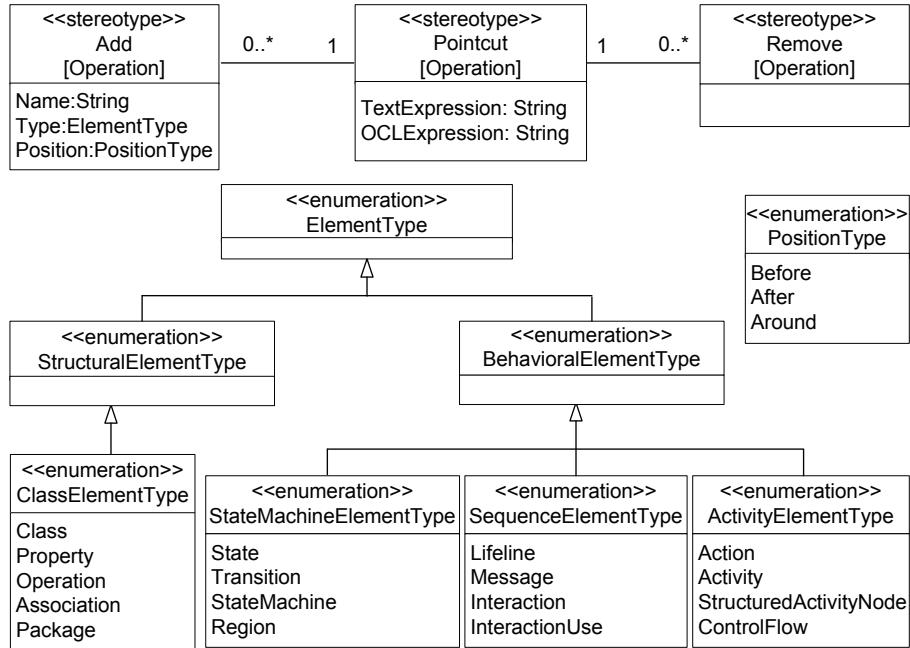 <<stereotype>>
Add
[Operation]
Name:String
Type:ElementType
Position:PositionType
0..*
1
<<stereotype>>
Pointcut
[Operation]
TextExpression: String
OCLExpression: String
1
0..*
<<stereotype>>
Remove
[Operation]
<<enumeration>>
ElementType
<<enumeration>>
PositionType
Before
After
Around
<<enumeration>>
StructuralElementType
<<enumeration>>
BehavioralElementType
<<enumeration>>
ClassElementType
Class
Property
Operation
Association
Package
<<enumeration>>
StateMachineElementType
State
Transition
StateMachine
Region
<<enumeration>>
SequenceElementType
Lifeline
Message
Interaction
InteractionUse
<<enumeration>>
ActivityElementType
Action
Activity
StructuredActivityNode
ControlFlow